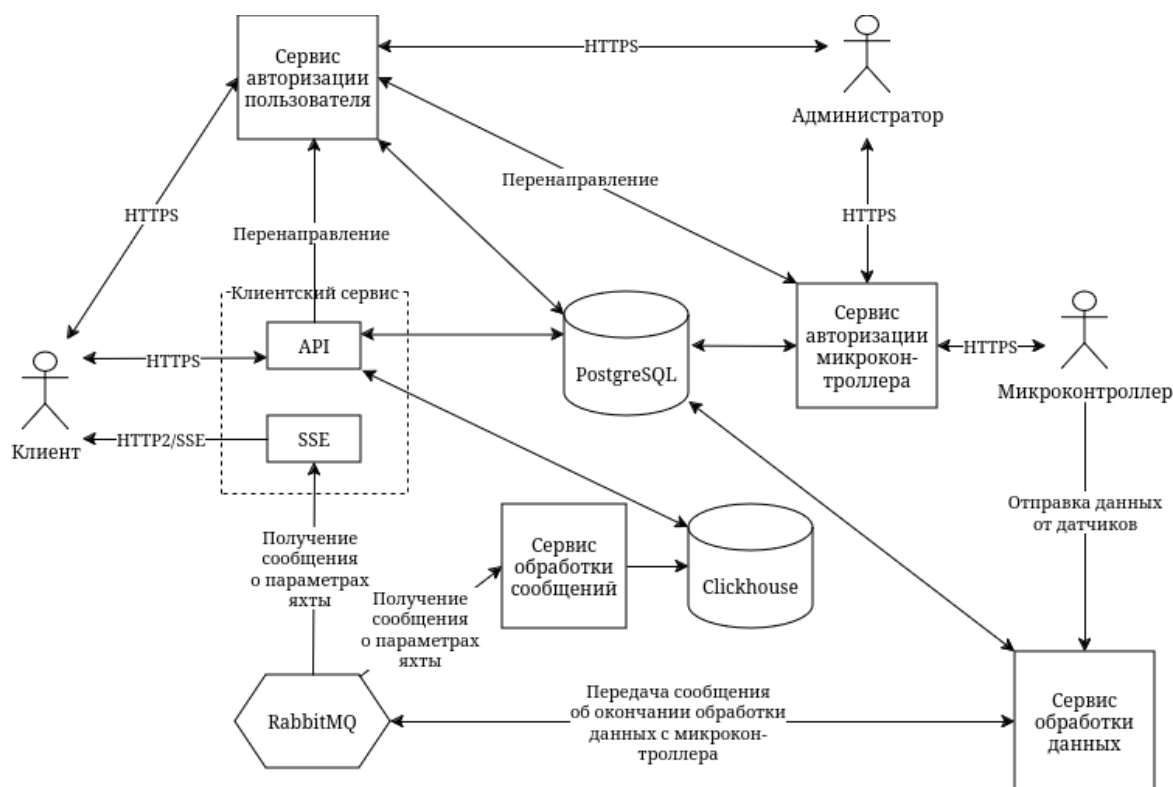 Сервис
авторизации
пользователя
HTTPS
Администратор
Перенаправление
HTTPS
HTTPS
Перенаправление
Клиентский сервис
API
HTTPS
PostgreSQL
Сервис
авторизации
микрокон-
троллера
HTTPS
Микроконтроллер
SSE
HTTP2/SSE
Клиент
Отправка данных
от датчиков
Получение
сообщения
о параметрах
яхты
Сервис
обработки
сообщений
Clickhouse
Получение
сообщения
о параметрах
яхты
RabbitMQ
Передача сообщения
об окончании обработки
данных с микрокон-
троллера
Сервис
обработки
данных